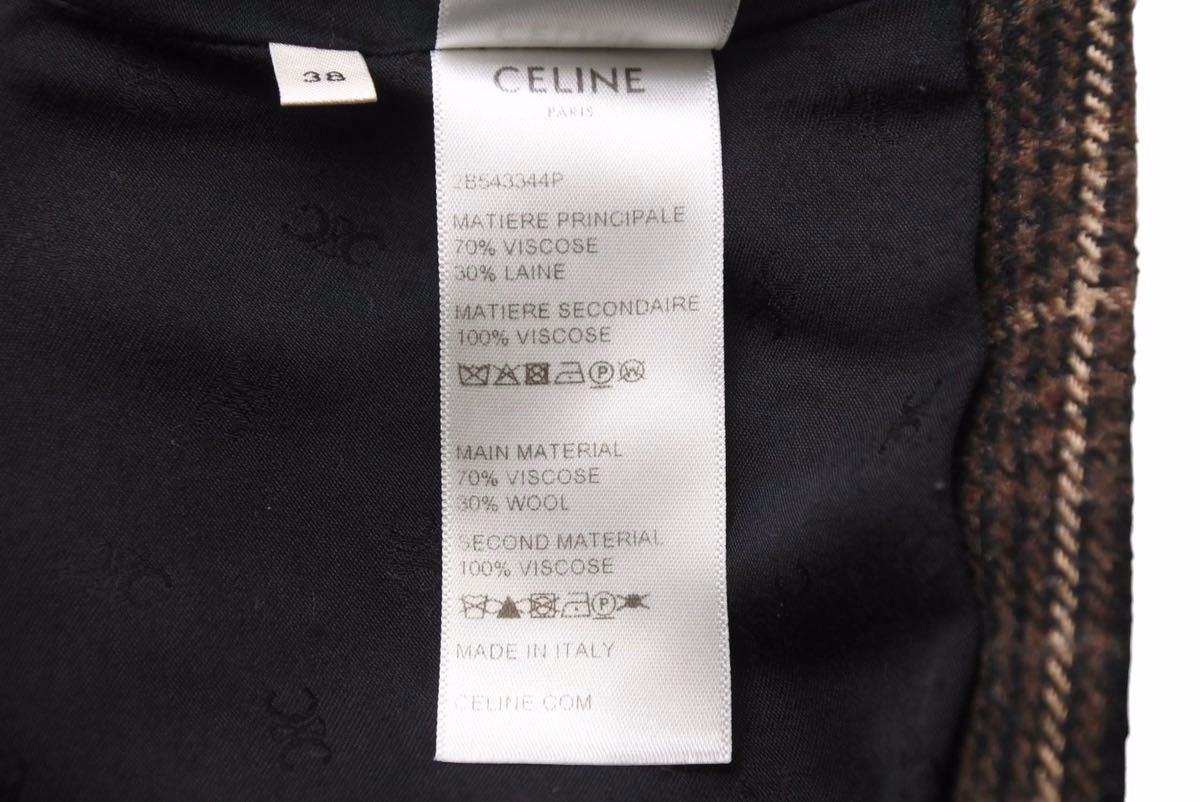 38
CELINE
PARIS
2B543344P
MATIERE PRINCIPALE
70% VISCOSE
30% LAINE
MATIERE SECONDAIRE
100% VISCOSE
MAIN MATERIAL
70% VISCOSE
30% WOOL
SECOND MATERIAL
100% VISCOSE
MADE IN ITALY
CELINE.COM